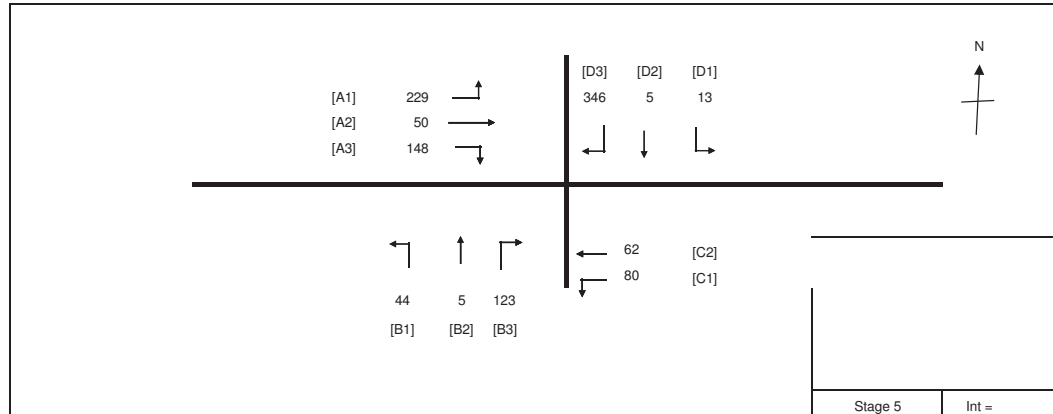 N
[D3] [D2] [D1]
346 5 13
[A1] 229
[A2] 50
[A3] 148
62 [C2]
80 [C1]
44 5 123
[B1] [B2] [B3]
Stage 5 Int =